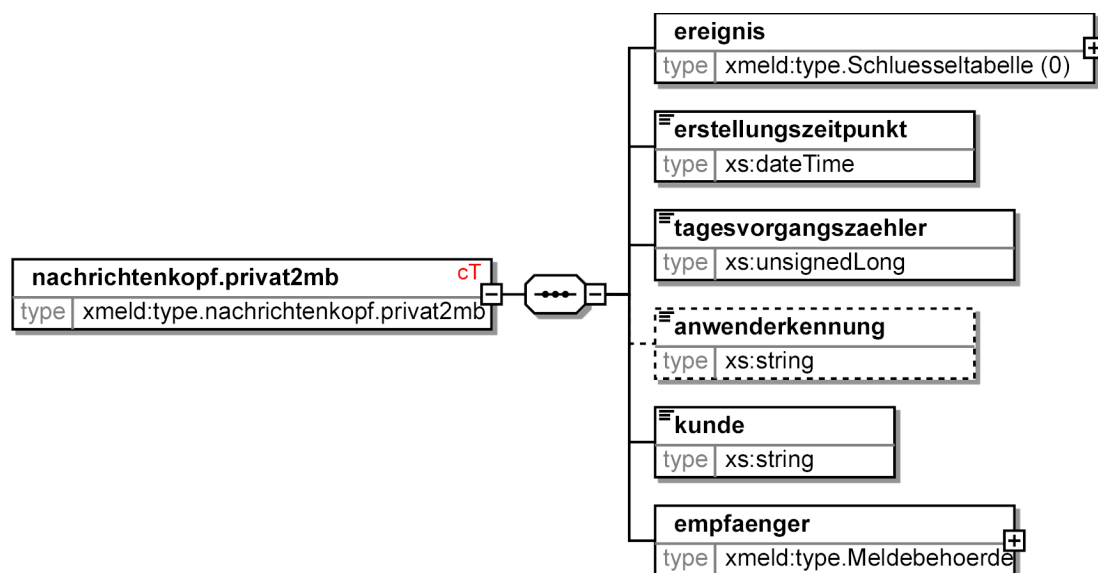 ereignis
type xmeld:type.Schluesseltabelle (0)
erstellungszeitpunkt
type xs:dateTime
tagesvorgangszaehler
type xs:unsignedLong
nachrichtenkopf.privat2mb cT
type xmeld:type.nachrichtenkopf.privat2mb
anwenderkennung
type xs:string
kunde
type xs:string
empfaenger
type xmeld:type.Meldebehoerde